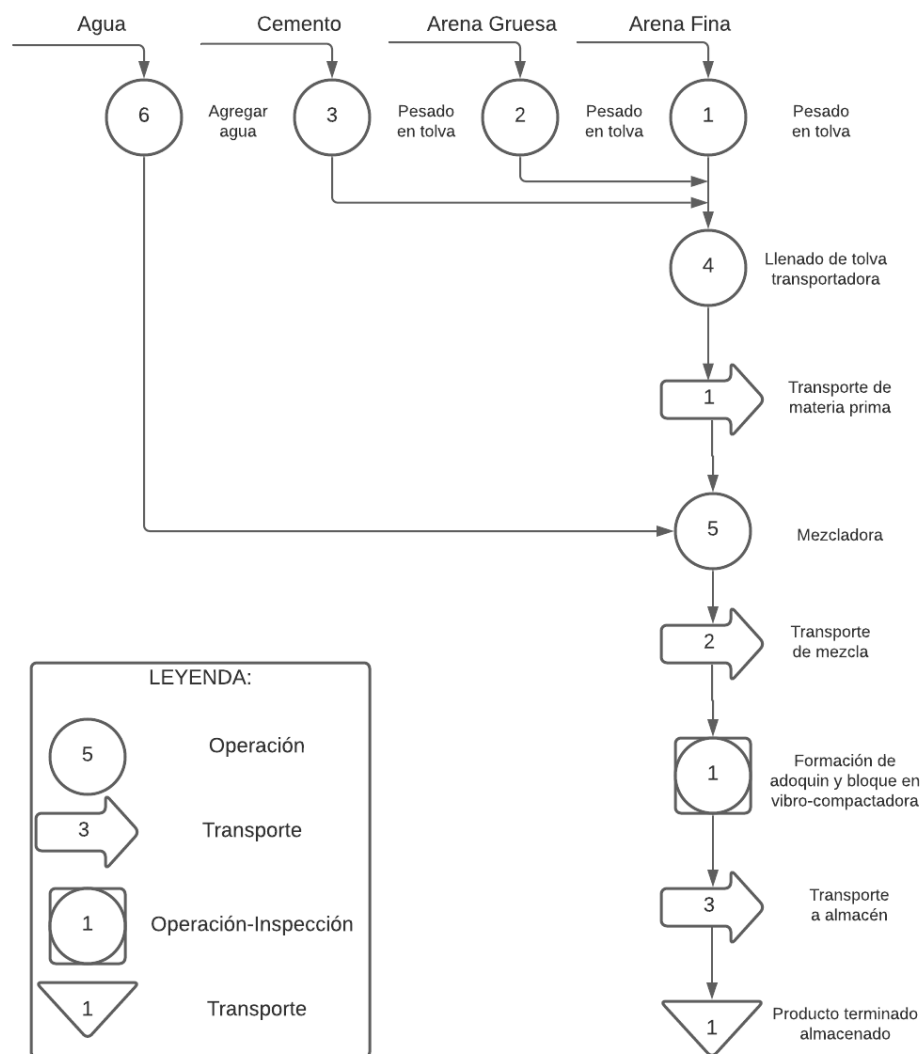 Agua
Cemento
Arena Gruesa
Arena Fina
6
Agregar
agua
3
Pesado
en tolva
2
Pesado
en tolva
1
Pesado
en tolva
4
Llenado de tolva
transportadora
1
Transporte de
materia prima
5
Mezcladora
2
Transporte
de mezcla
1
Formación de
adoquin y bloque en
vibro-compactadora
3
Transporte
a almacén
1
Producto terminado
almacenado
LEYENDA:
5
Operación
3
Transporte
1
Operación-Inspección
1
Transporte